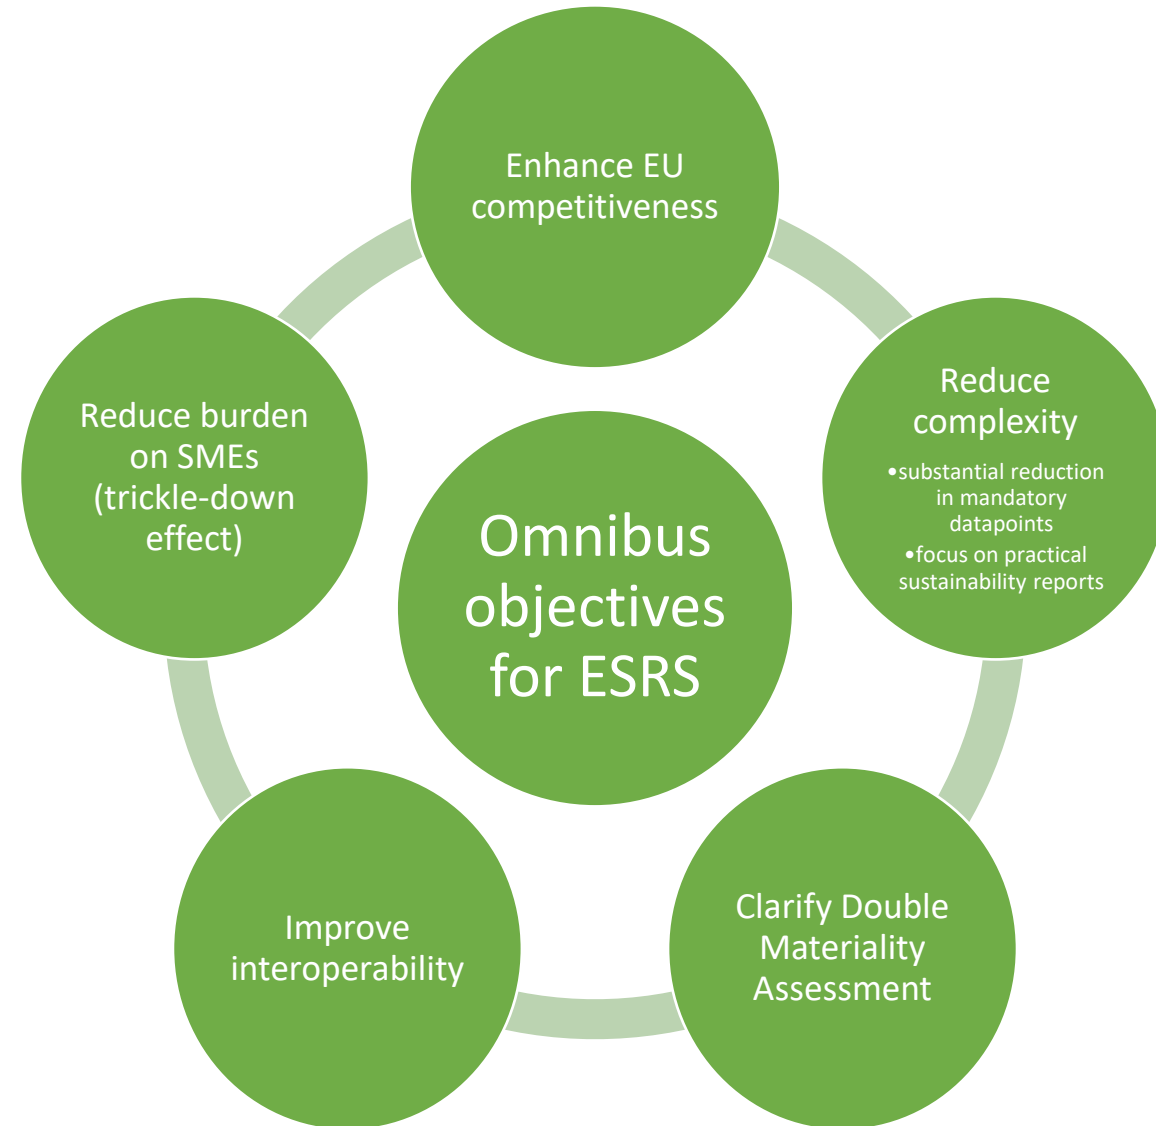 Enhance EU
competitiveness
Reduce
complexity
•substantial reduction
in mandatory
datapoints
•focus on practical
sustainability reports
Clarify Double
Materiality
Assessment
Improve
interoperability
Reduce burden
on SMEs
(trickle-down
effect)
Omnibus
objectives
for ESRS